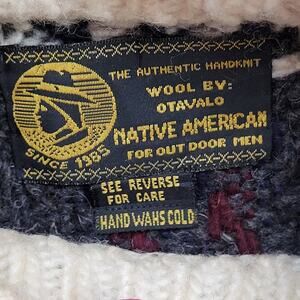 THE AUTHENTIC HANDKNIT
WOOL BY:
OTAVALO
NATIVE AMERICAN
FOR OUT DOOR MEN
SINCE 1985
SEE REVERSE
FOR CARE
HAND WAHS COLD